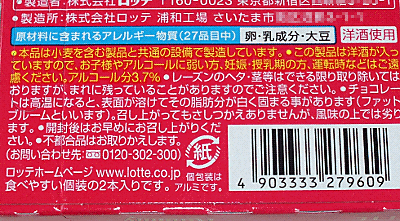 ●製造者:株式会社ロッテ
●製造所:株式会社ロッテ 浦和工場 さいたま市
原材料に含まれるアレルギー物質(27品目中) 卵・乳成分・大豆 洋酒使用
●本品は小麦を含む製品と共通の設備で製造しています。●この製品は洋酒が入っ
ていますので、お子様やアルコールに弱い方、妊娠・授乳期の方、運転時などはご遠
慮ください。アルコール分3.7% ●レーズンのヘタ・茎等はできる限り取り除いては
おりますが、まれに残っていることがありますのでご了承ください。●チョコレー
トは高温になると、表面が溶けてその脂肪分が白く固まる事があります(ファット
ブルームといいます)。召し上がってもさしつかえありませんが、風味の上では劣り
ます。●開封後はお早めにお召し上がりください。
●不都合品はお取りかえします。
(お問い合わせ先:0120-302-300)
ロッテホームページ www.lotte.co.jp
食べやすい個装の2本入りです。
紙
個包装は
アルミです。
4 903333 279609